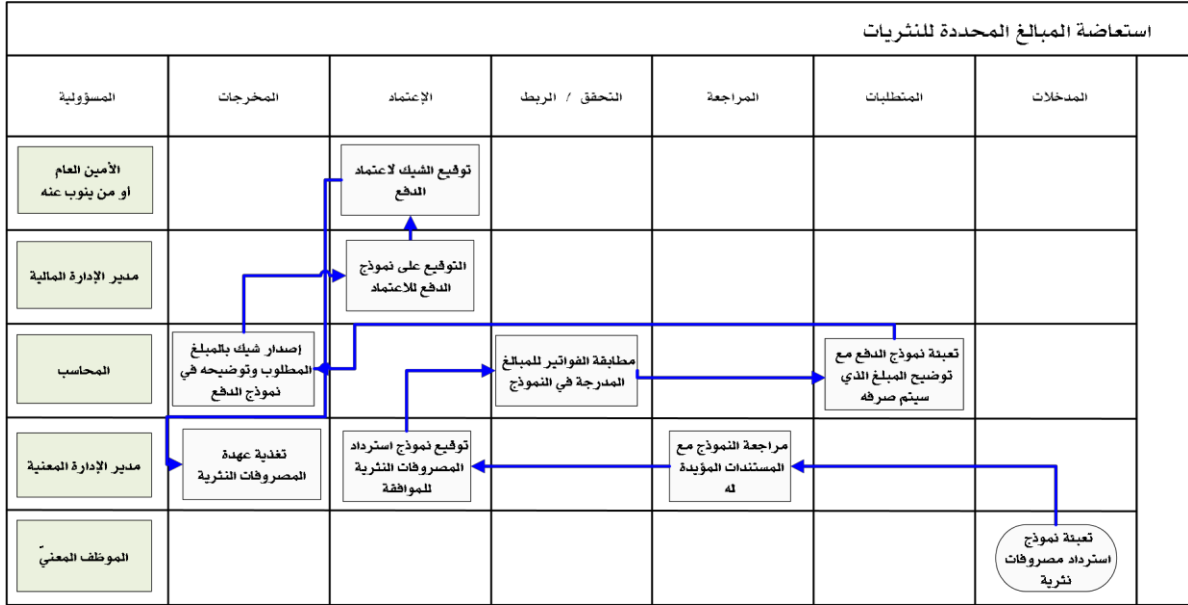 استعاضة المبالغ المحددة للنثريات
المدخلات
المتطلبات
المراجعة
التحقق / الربط
الإعتماد
المخرجات
المسؤولية
توقيع الشيك لاعتماد
الدفع
الأمين العام
او من ينوب عنه
التوقيع على نموذج
الدفع للاعتماد
مدير الإدارة المالية
تعبئة نموذج الدفع مع
توضيح المبلغ الذي
سيتم صرفه
مطابقة الفواتير للمبالغ
المدرجة في النموذج
إصدار شيك بالمبلغ
المطلوب وتوضيحه في
نموذج الدفع
المحاسب
مراجعة النموذج مع
المستندات المؤيدة
له
توقيع نموذج استرداد
المصروفات النثرية
للموافقة
تغذية عهدة
المصروفات النثرية
مدير الإدارة المعنية
تعبئة نموذج
استرداد مصروفات
نثرية
الموظف المعنيّ